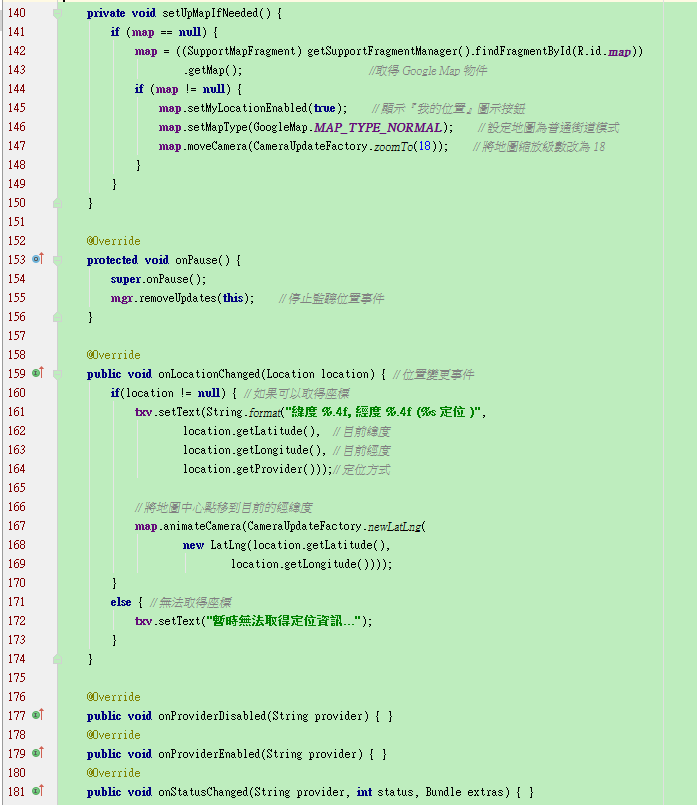 140 private void setUpMapIfNeeded() {
141 if (map == null) {
142 map = ((SupportMapFragment) getSupportFragmentManager().findFragmentById(R.id.map))
143 .getMap(); //取得 Google Map 物件
144 if (map != null) {
145 map.setMyLocationEnabled(true); //顯示『我的位置』圖示按鈕
146 map.setMapType(GoogleMap.MAP_TYPE_NORMAL); //設定地圖為普通街道模式
147 map.moveCamera(CameraUpdateFactory.zoomTo(18)); //將地圖縮放級數改為 18
148 }
149 }
150 }
151
152 @Override
153 protected void onPause() {
154 super.onPause();
155 mgr.removeUpdates(this); //停止監聽位置事件
156 }
157
158 @Override
159 public void onLocationChanged(Location location) { //位置變更事件
160 if(location != null) { //如果可以取得座標
161 txv.setText(String.format("緯度 %.4f, 經度 %.4f (%s 定位 )",
162 location.getLatitude(), //目前緯度
163 location.getLongitude(), //目前經度
164 location.getProvider()));//定位方式
165
166 //將地圖中心點移到目前的經緯度
167 map.animateCamera(CameraUpdateFactory.newLatLng(
168 new LatLng(location.getLatitude(),
169 location.getLongitude())));
170 }
171 else { //無法取得座標
172 txv.setText("暫時無法取得定位資訊...");
173 }
174 }
175
176 @Override
177 public void onProviderDisabled(String provider) { }
178 @Override
179 public void onProviderEnabled(String provider) { }
180 @Override
181 public void onStatusChanged(String provider, int status, Bundle extras) { }